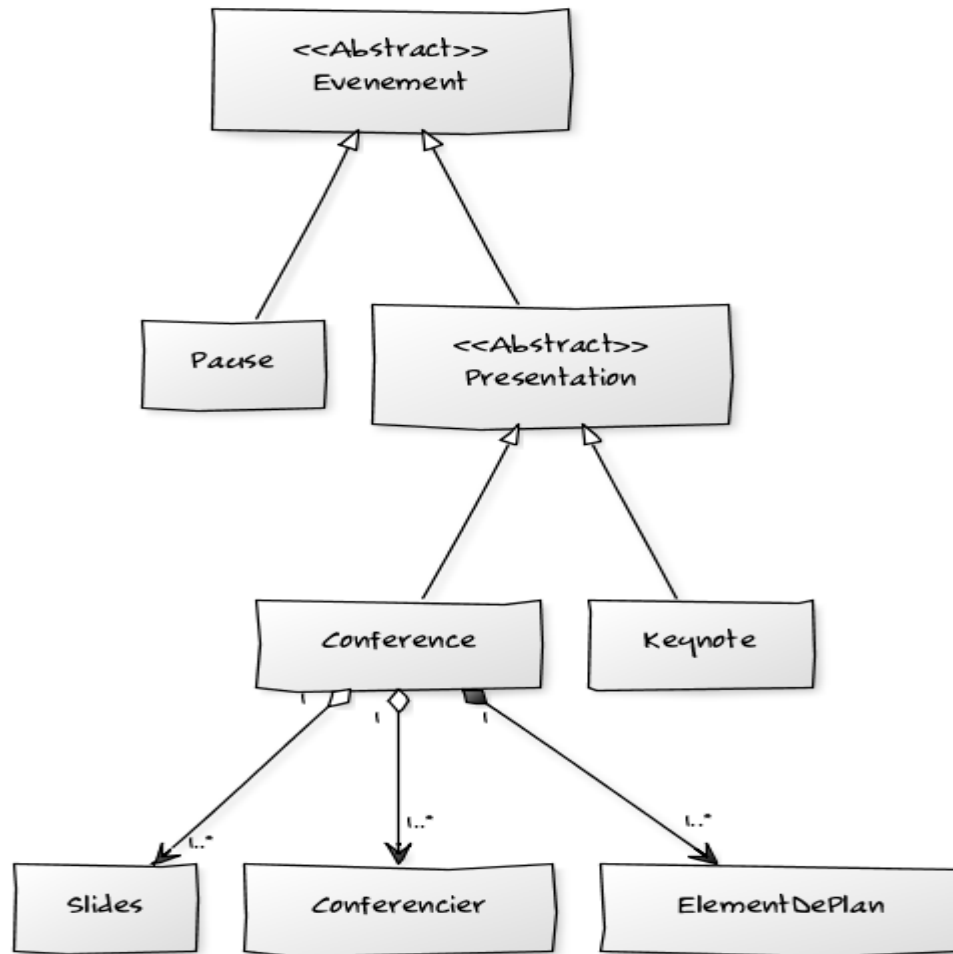 <<Abstract>>
Evenement
Pause
<<Abstract>>
Presentation
Conference
Keynote
1
1
1
1..*
1..*
1..*
Slides
Conferencier
ElementDePlan